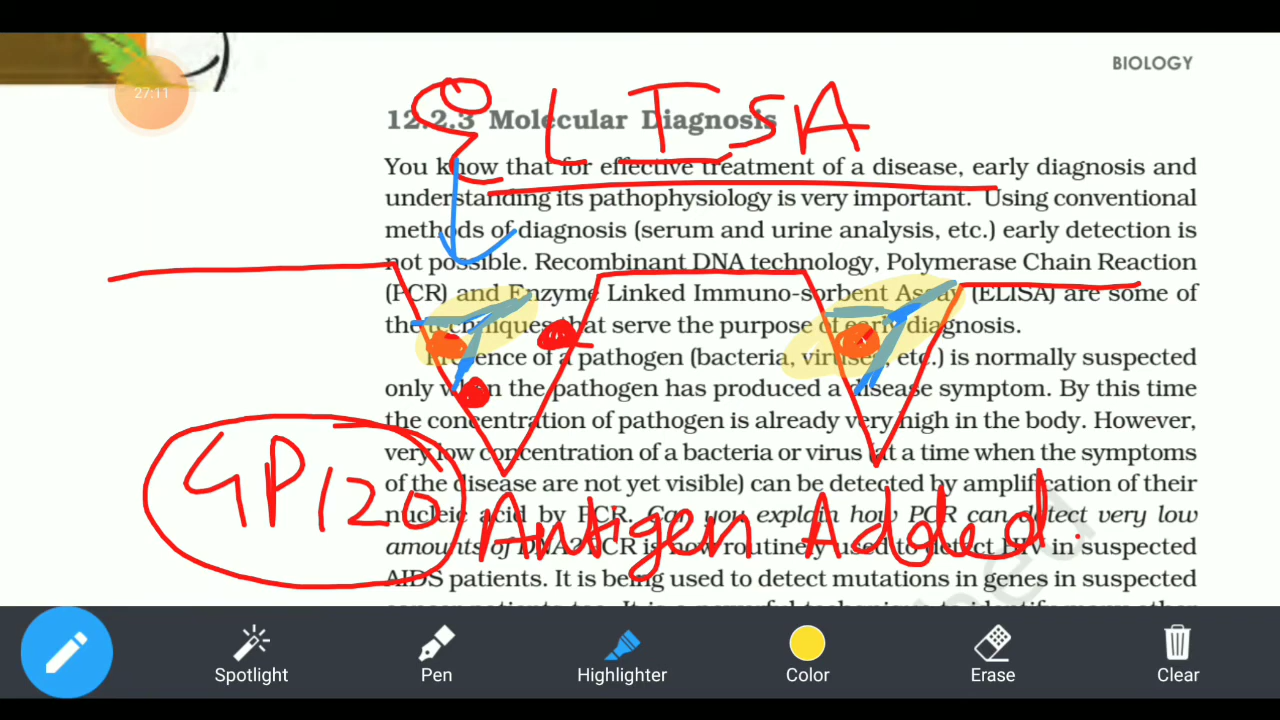 BIOLOGY
27:11
ELISA
12.2.3 Molecular Diagnosis
You know that for effective treatment of a disease, early diagnosis and
understanding its pathophysiology is very important. Using conventional
methods of diagnosis (serum and urine analysis, etc.) early detection is
not possible. Recombinant DNA technology, Polymerase Chain Reaction
(PCR) and Enzyme Linked Immuno-sorbent Assay (ELISA) are some of
the techniques that serve the purpose of early diagnosis.
Presence of a pathogen (bacteria, viruses, etc.) is normally suspected
only when the pathogen has produced a disease symptom. By this time
the concentration of pathogen is already very high in the body. However,
very low concentration of a bacteria or virus (at a time when the symptoms
of the disease are not yet visible) can be detected by amplification of their
nucleic acid by PCR. Can you explain how PCR can detect very low
amounts of DNA? PCR is now routinely used to detect HIV in suspected
AIDS patients. It is being used to detect mutations in genes in suspected
GP120
Antigen Added.
Spotlight
Pen
Highlighter
Color
Erase
Clear